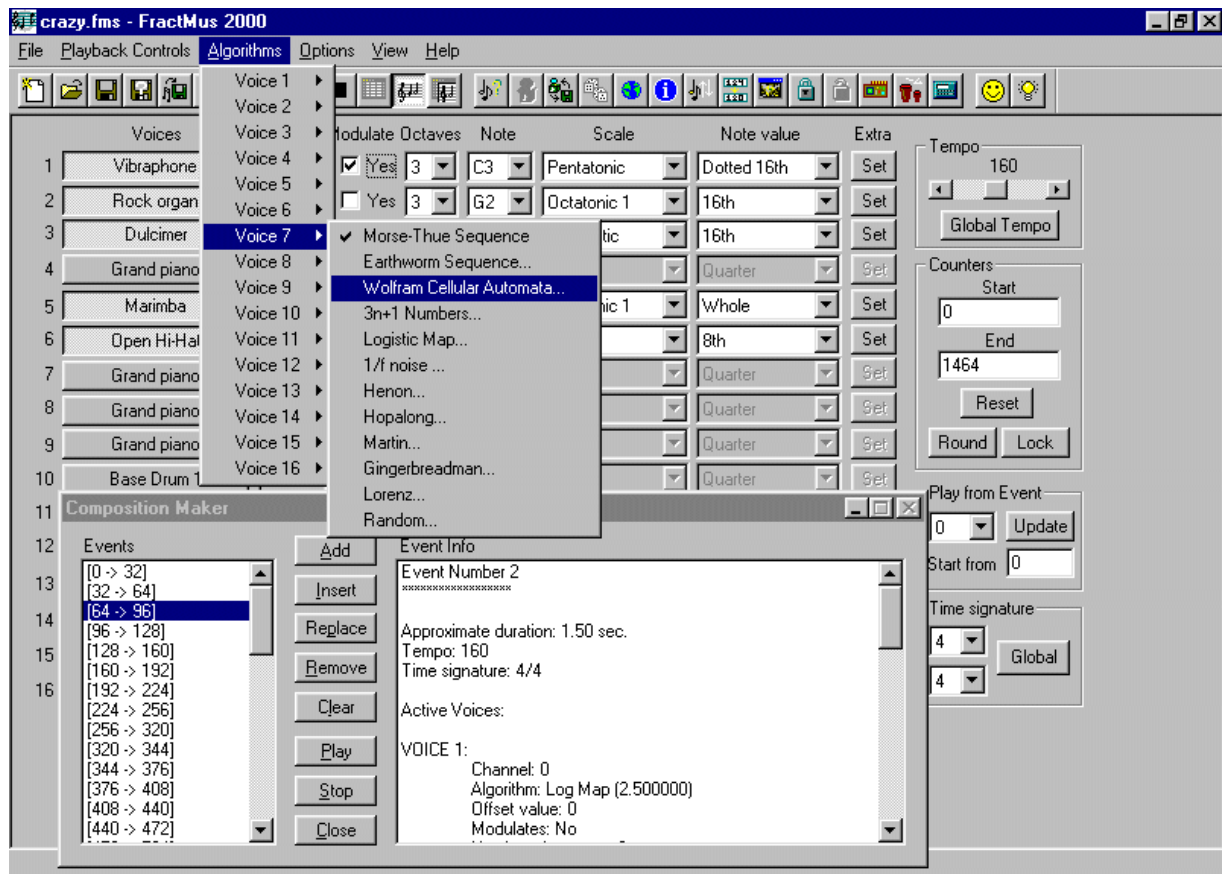 crazy.fms - FractMus 2000
File Playback Controls Algorithms Options View Help
Voice 1
Voice 2
Voice 3
Voice 4
Voice 5
Voice 6
Voice 7
Voice 8
Voice 9
Voice 10
Voice 11
Voice 12
Voice 13
Voice 14
Voice 15
Voice 16
✓ Morse-Thue Sequence
Earthworm Sequence...
Wolfram Cellular Automata...
3n+1 Numbers...
Logistic Map...
1/f noise ...
Henon...
Hopalong...
Martin...
Gingerbreadman...
Lorenz...
Random...
Voices Modulate Octaves Note Scale Note value Extra
1 Vibraphone Yes 3 C3 Pentatonic Dotted 16th Set
2 Rock organ Yes 3 G2 Octatonic 1 16th Set
3 Dulcimer tic 16th Set
4 Grand piano Quarter Set
5 Marimba nic 1 Whole Set
6 Open Hi-Hat 8th Set
7 Grand piano Quarter Set
8 Grand piano Quarter Set
9 Grand piano Quarter Set
10 Base Drum 1 Quarter Set
11
12
13
14
15
16
Tempo
160
Global Tempo
Counters
Start
0
End
1464
Reset
Round Lock
Play from Event
0 Update
Start from 0
Time signature
4
Global
4
Composition Maker
Events
[0 -> 32]
[32 -> 64]
[64 -> 96]
[96 -> 128]
[128 -> 160]
[160 -> 192]
[192 -> 224]
[224 -> 256]
[256 -> 320]
[320 -> 344]
[344 -> 376]
[376 -> 408]
[408 -> 440]
[440 -> 472]
Add
Insert
Replace
Remove
Clear
Play
Stop
Close
Event Info
Event Number 2
******************
Approximate duration: 1.50 sec.
Tempo: 160
Time signature: 4/4
Active Voices:
VOICE 1:
Channel: 0
Algorithm: Log Map (2.500000)
Offset value: 0
Modulates: No